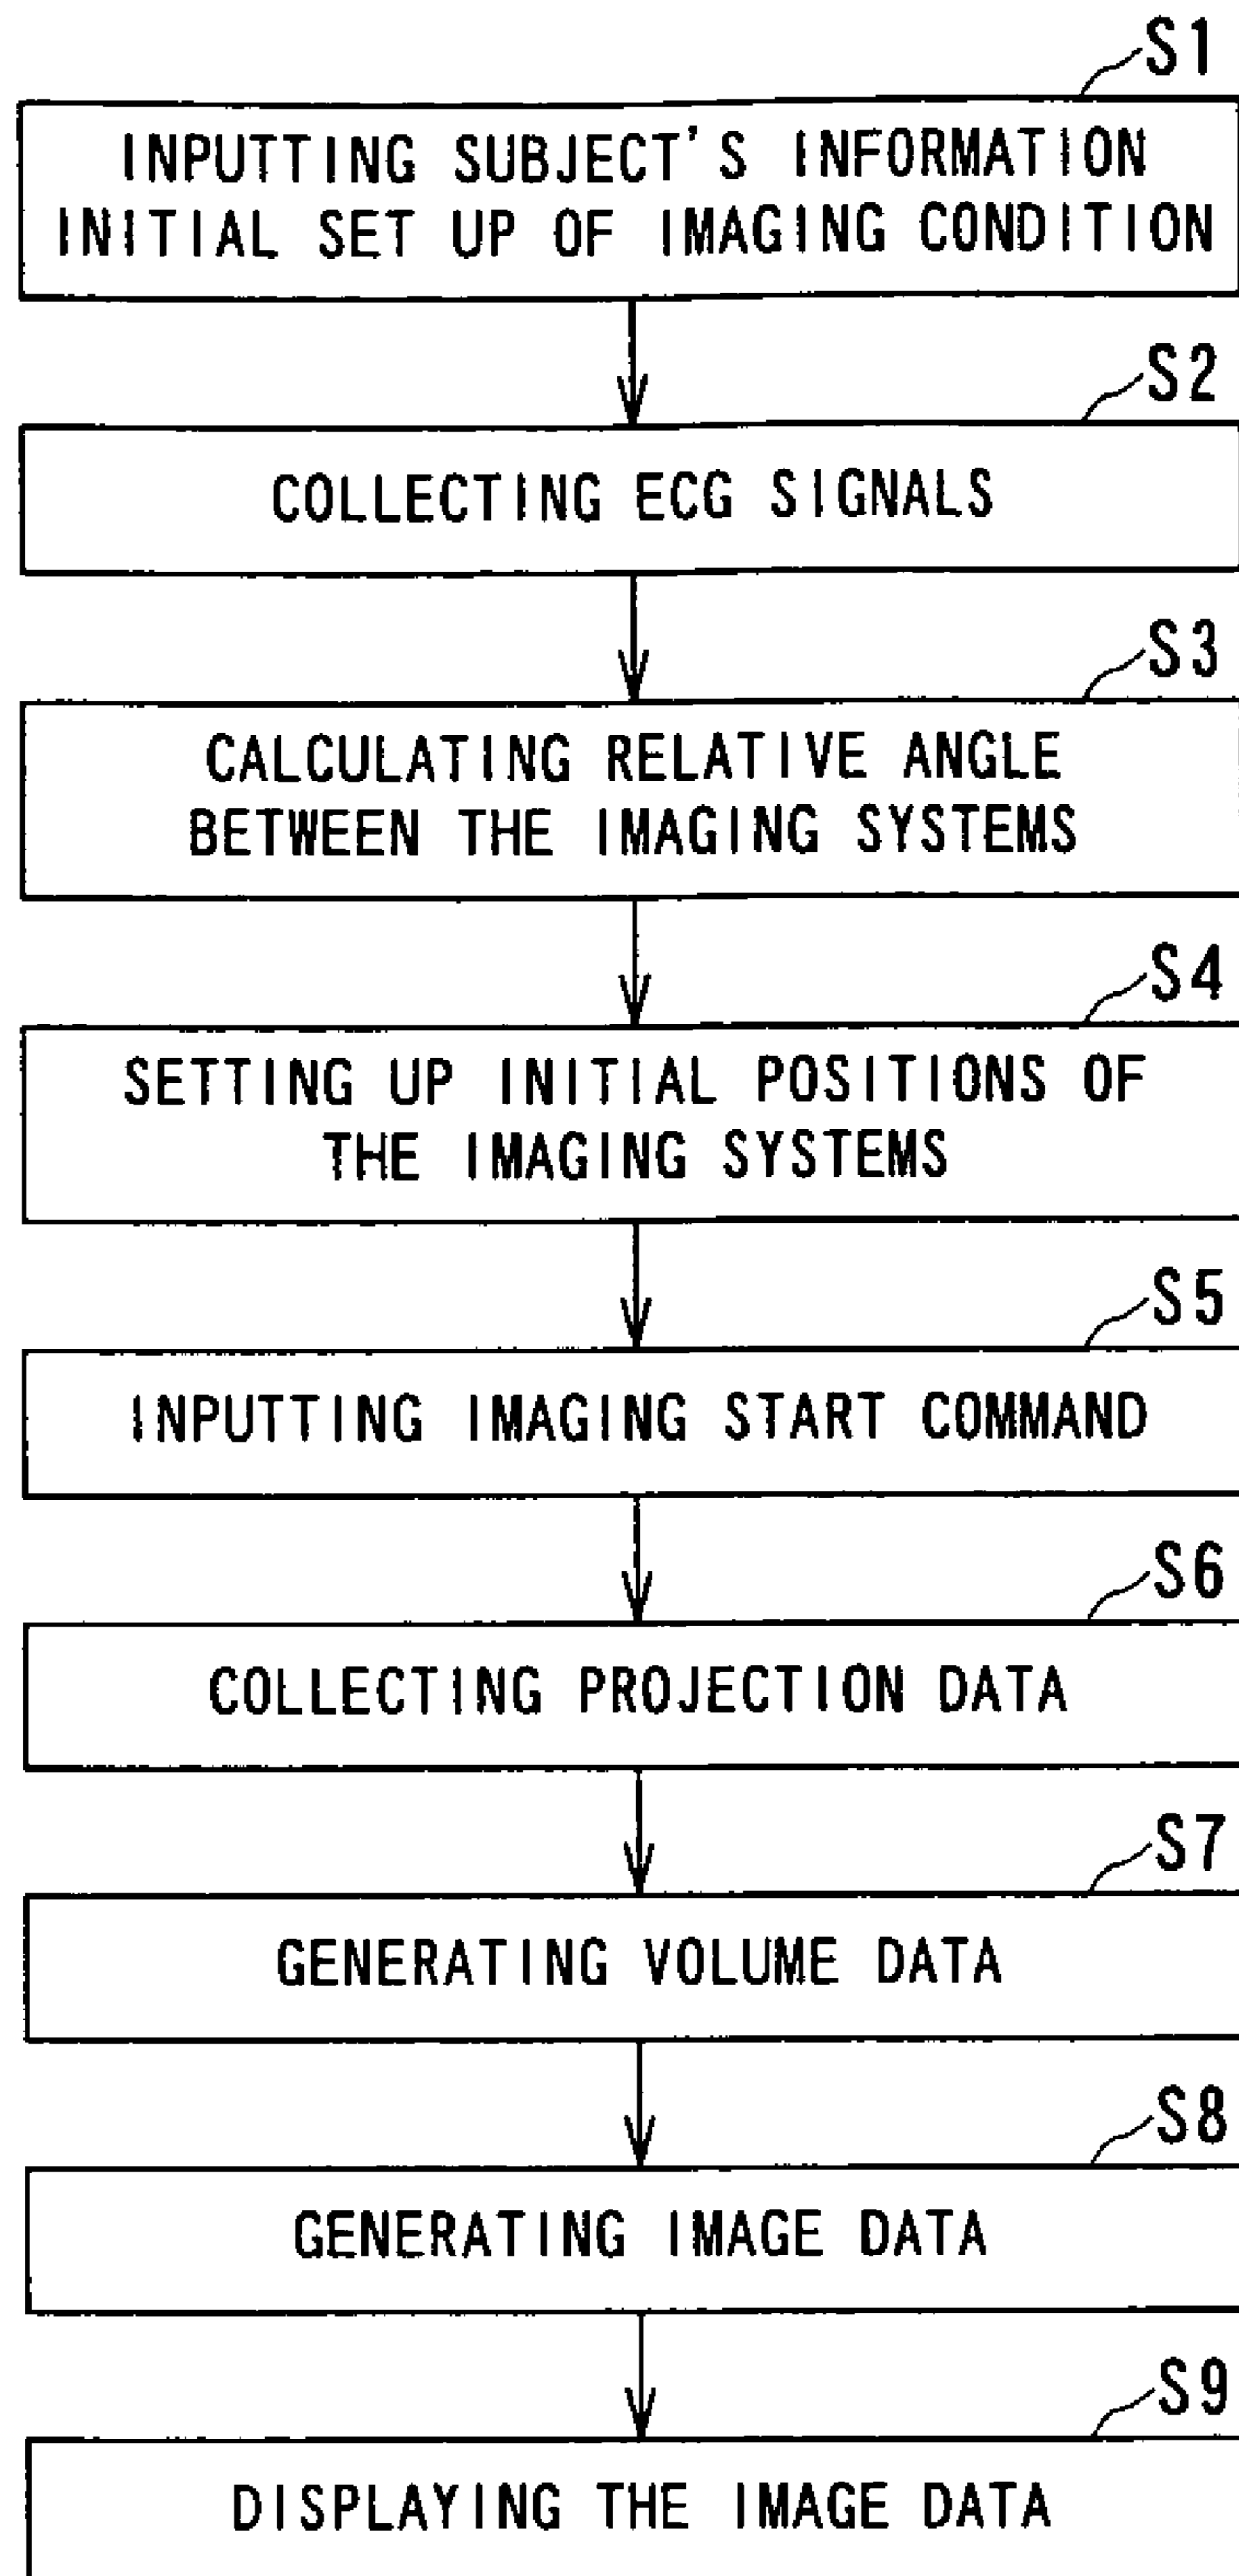 S1
INPUTTING SUBJECT'S INFORMATION
INITIAL SET UP OF IMAGING CONDITION
S2
COLLECTING ECG SIGNALS
S3
CALCULATING RELATIVE ANGLE
BETWEEN THE IMAGING SYSTEMS
S4
SETTING UP INITIAL POSITIONS OF
THE IMAGING SYSTEMS
S5
INPUTTING IMAGING START COMMAND
S6
COLLECTING PROJECTION DATA
S7
GENERATING VOLUME DATA
S8
GENERATING IMAGE DATA
S9
DISPLAYING THE IMAGE DATA